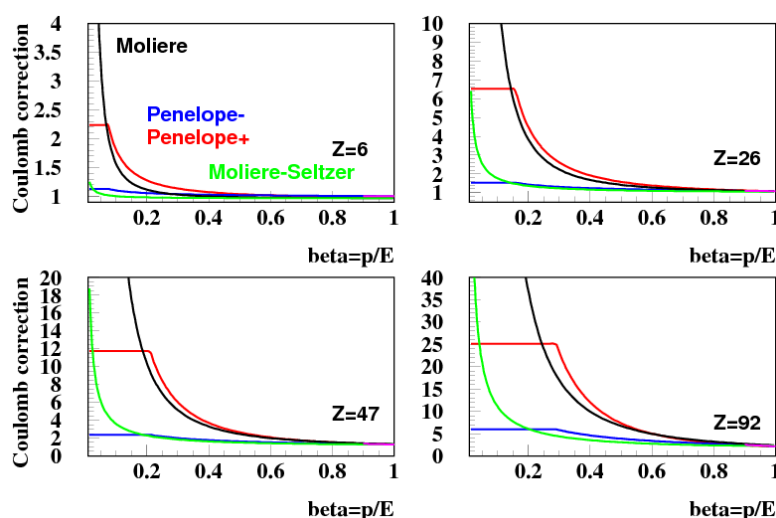 Coulomb correction
4
3.5
3
2.5
2
1.5
1
Moliere
Penelope-
Penelope+
Z=6
Moliere-Seltzer
0.2 0.4 0.6 0.8 1
beta=p/E
10
9
8
7
6
5
4
3
2
1
Z=26
0.2 0.4 0.6 0.8 1
beta=p/E
Coulomb correction
20
18
16
14
12
10
8
6
4
2
0
Z=47
0.2 0.4 0.6 0.8 1
beta=p/E
40
35
30
25
20
15
10
5
0
Z=92
0.2 0.4 0.6 0.8 1
beta=p/E